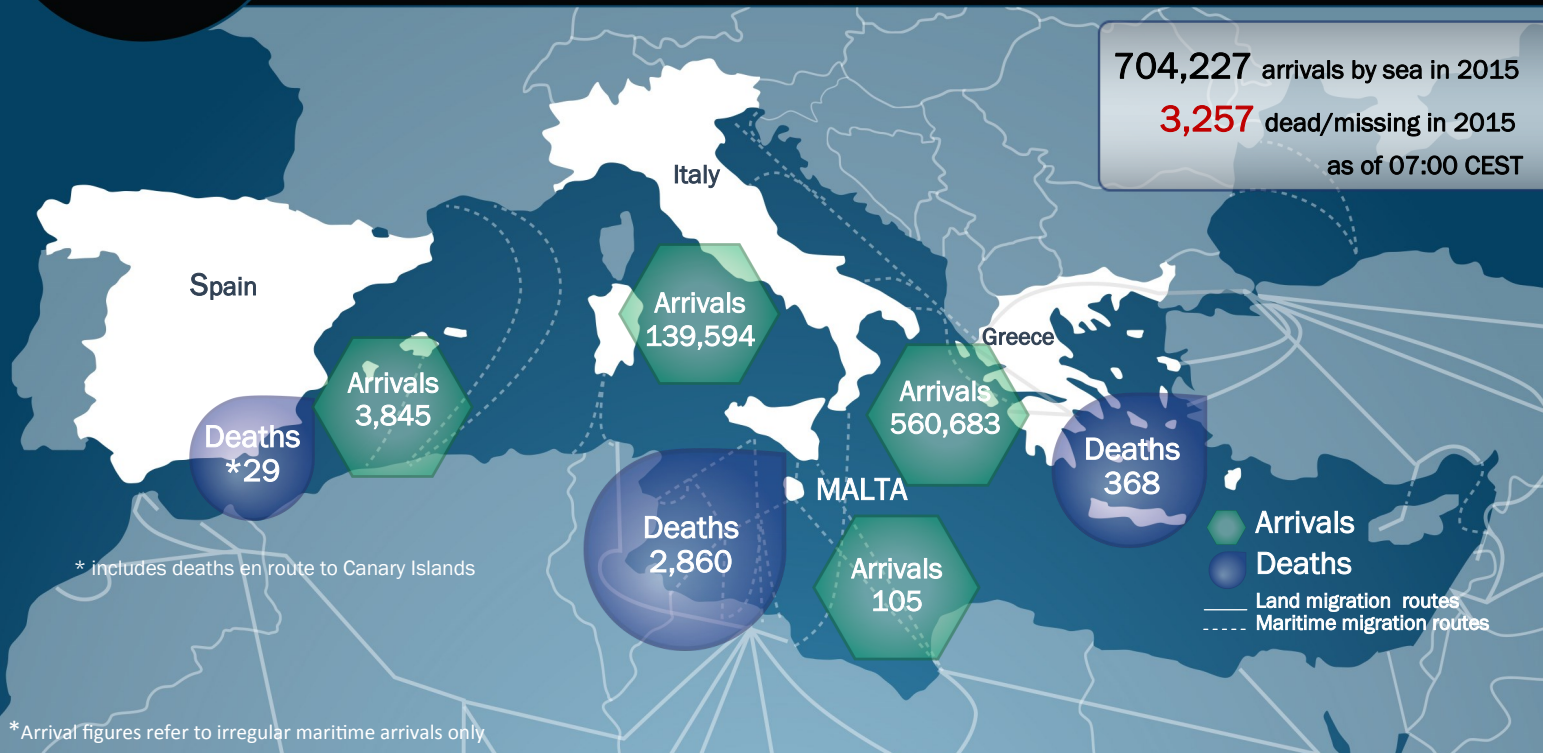 704,227 arrivals by sea in 2015
3,257 dead/missing in 2015
as of 07:00 CEST
Italy
Spain
Greece
Arrivals
139,594
Arrivals
3,845
Arrivals
560,683
Deaths
*29
Deaths
368
MALTA
Deaths
2,860
Arrivals
105
Arrivals
Deaths
Land migration routes
Maritime migration routes
* includes deaths en route to Canary Islands
*Arrival figures refer to irregular maritime arrivals only